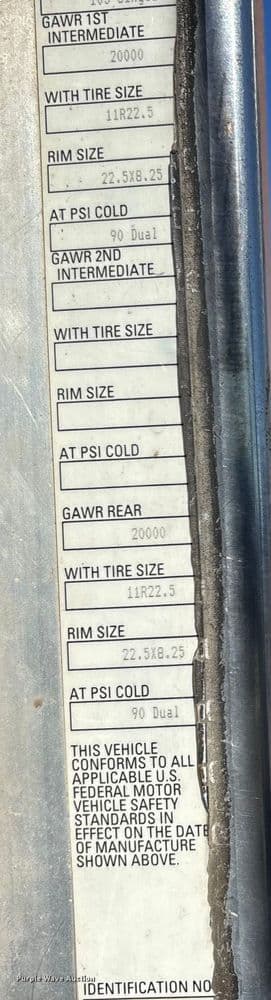 GAWR 1ST
INTERMEDIATE
20000
WITH TIRE SIZE
11R22.5
RIM SIZE
22.5X8.25
AT PSI COLD
90 Dual
GAWR 2ND
INTERMEDIATE
WITH TIRE SIZE
RIM SIZE
AT PSI COLD
GAWR REAR
20000
WITH TIRE SIZE
11R22.5
RIM SIZE
22.5X8.25
AT PSI COLD
90 Dual
THIS VEHICLE
CONFORMS TO ALL
APPLICABLE U.S.
FEDERAL MOTOR
VEHICLE SAFETY
STANDARDS IN
EFFECT ON THE DATE
OF MANUFACTURE
SHOWN ABOVE.
IDENTIFICATION NO
Purple Wave Auction